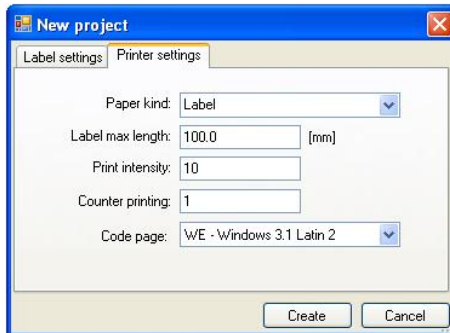 New project
Label settings Printer settings
Paper kind: Label
Label max length: 100.0 [mm]
Print intensity: 10
Counter printing: 1
Code page: WE - Windows 3.1 Latin 2
Create Cancel